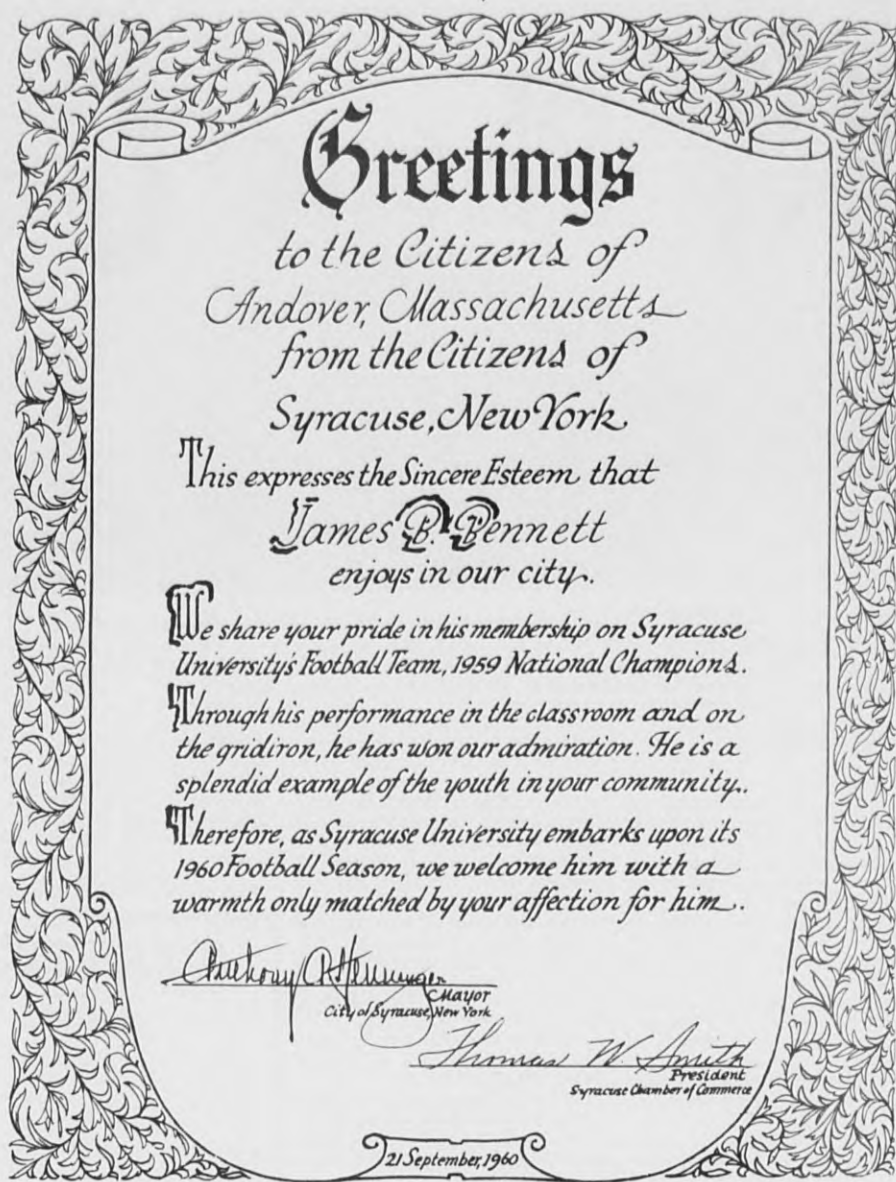 Greetings
to the Citizens of
Andover, Massachusetts
from the Citizens of
Syracuse, New York
This expresses the Sincere Esteem that
James B. Bennett
enjoys in our city.
We share your pride in his membership on Syracuse
University's Football Team, 1959 National Champions.
Through his performance in the classroom and on
the gridiron, he has won our admiration. He is a
splendid example of the youth in your community.
Therefore, as Syracuse University embarks upon its
1960 Football Season, we welcome him with a
warmth only matched by your affection for him.
Anthony A. Henninger
Mayor
City of Syracuse, New York
Thomas W. Smith
President
Syracuse Chamber of Commerce
21 September, 1960